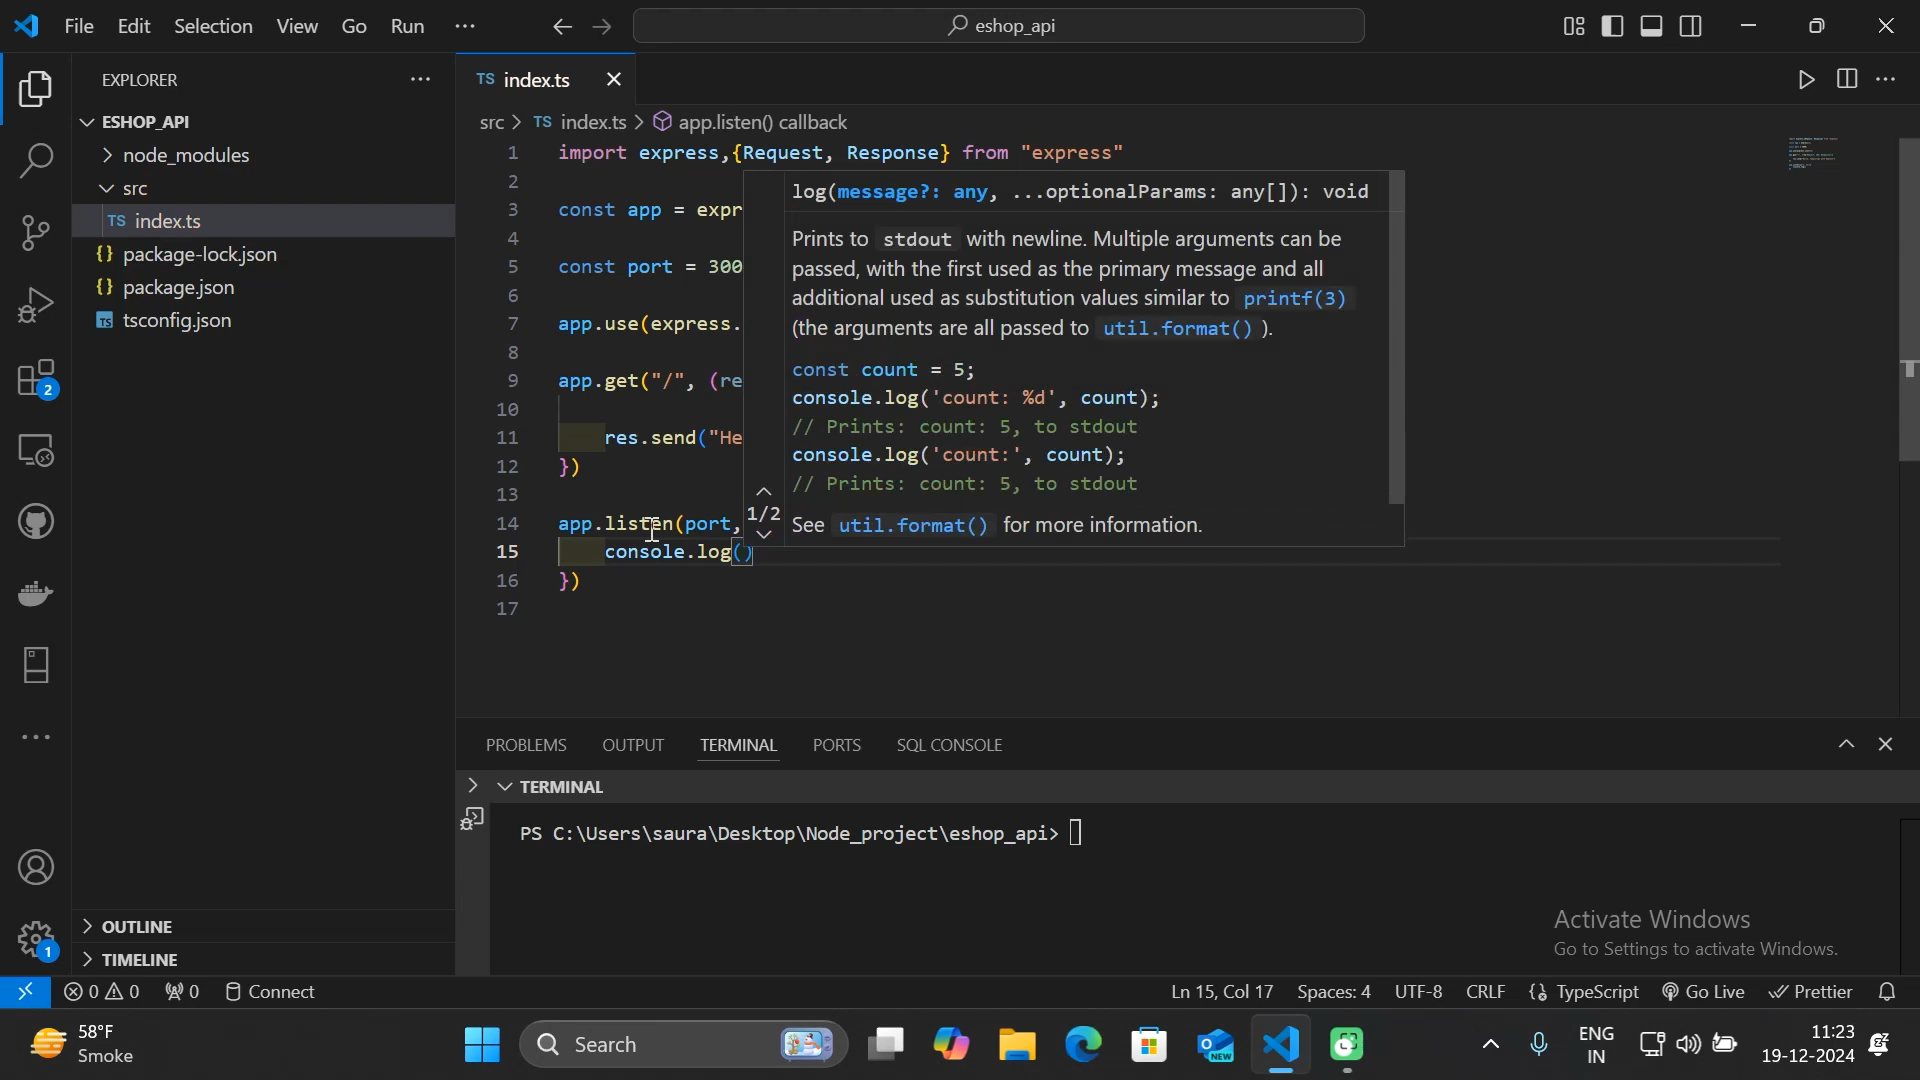 File Edit Selection View Go Run
eshop_api
EXPLORER
ESHOP_API
node_modules
src
TS index.ts
{} package-lock.json
{} package.json
TS tsconfig.json
OUTLINE
TIMELINE
2
1
TS index.ts
src > TS index.ts > app.listen() callback
1 import express,{Request, Response} from "express"
2
3 const app = expr
4
5 const port = 300
6
7 app.use(express.
8
9 app.get("/", (re
10
11 res.send("He
12 })
13
14 app.listen(port,
15 console.log()
16 })
17
log(message?: any, ...optionalParams: any[]): void
Prints to stdout with newline. Multiple arguments can be
passed, with the first used as the primary message and all
additional used as substitution values similar to printf(3)
(the arguments are all passed to util.format() ).
const count = 5;
console.log('count: %d', count);
// Prints: count: 5, to stdout
console.log('count:', count);
// Prints: count: 5, to stdout
See util.format() for more information.
1/2
PROBLEMS OUTPUT TERMINAL PORTS SQL CONSOLE
TERMINAL
PS C:\Users\saura\Desktop\Node_project\eshop_api>
Activate Windows
Go to Settings to activate Windows.
0 0 0 Connect
Ln 15, Col 17 Spaces: 4 UTF-8 CRLF {} TypeScript Go Live Prettier
58°F
Smoke
Search
NEW
ENG
IN
11:23
19-12-2024